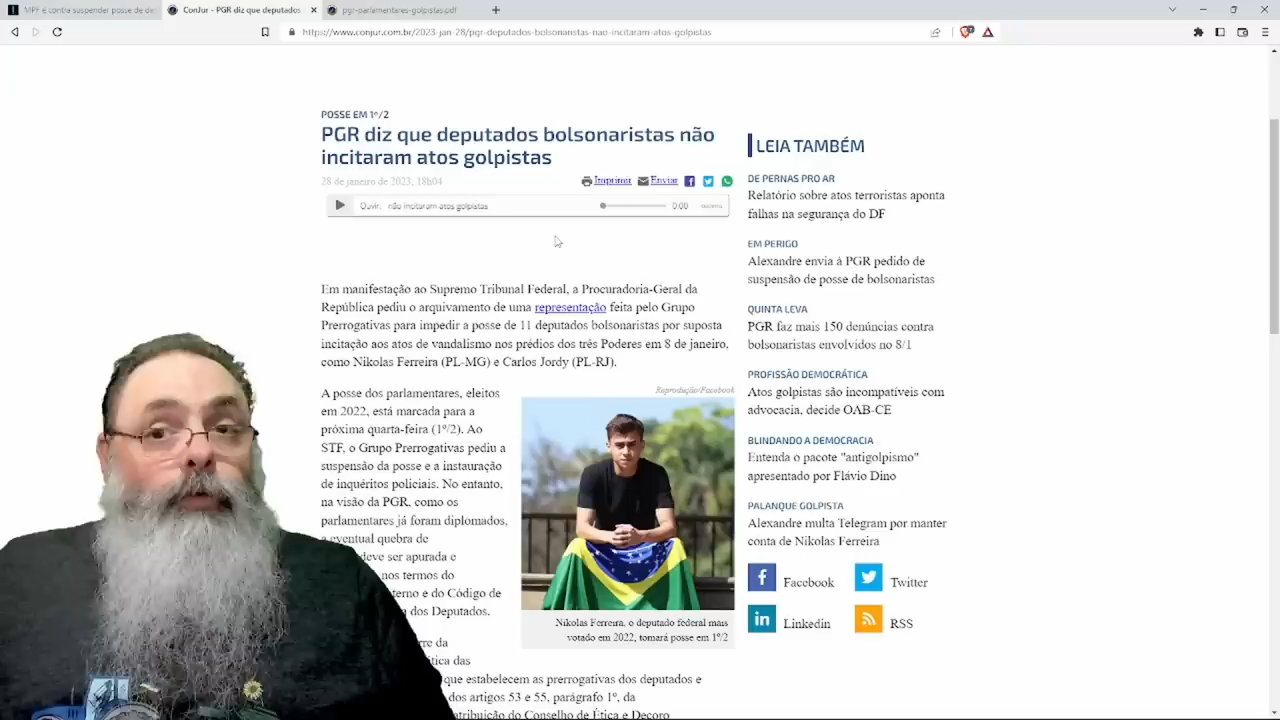 MPF é contra suspender posse de de
ConJur - PGR diz que deputados
pgr-parlamentares-golpistas.pdf
https://www.conjur.com.br/2023-jan-28/pgr-deputados-bolsonaristas-nao-incitaram-atos-golpistas
POSSE EM 1º/2
PGR diz que deputados bolsonaristas não
incitaram atos golpistas
28 de janeiro de 2023, 18h04
Imprimir Enviar
Ouvir: não incitaram atos golpistas 0:00
Em manifestação ao Supremo Tribunal Federal, a Procuradoria-Geral da
República pediu o arquivamento de uma representação feita pelo Grupo
Prerrogativas para impedir a posse de 11 deputados bolsonaristas por suposta
incitação aos atos de vandalismo nos prédios dos três Poderes em 8 de janeiro,
como Nikolas Ferreira (PL-MG) e Carlos Jordy (PL-RJ).
Reprodução/Facebook
A posse dos parlamentares, eleitos
em 2022, está marcada para a
próxima quarta-feira (1º/2). Ao
STF, o Grupo Prerrogativas pediu a
suspensão da posse e a instauração
de inquéritos policiais. No entanto,
na visão da PGR, como os
parlamentares já foram diplomados,
a eventual quebra de
deve ser apurada e
nos termos do
terno e do Código de
dos Deputados.
Nikolas Ferreira, o deputado federal mais
votado em 2022, tomará posse em 1º/2
rre da
tica das
que estabelecem as prerrogativas dos deputados e
dos artigos 53 e 55, parágrafo 1º, da
tribuição do Conselho de Ética e Decoro
LEIA TAMBÉM
DE PERNAS PRO AR
Relatório sobre atos terroristas aponta
falhas na segurança do DF
EM PERIGO
Alexandre envia à PGR pedido de
suspensão de posse de bolsonaristas
QUINTA LEVA
PGR faz mais 150 denúncias contra
bolsonaristas envolvidos no 8/1
PROFISSÃO DEMOCRÁTICA
Atos golpistas são incompatíveis com
advocacia, decide OAB-CE
BLINDANDO A DEMOCRACIA
Entenda o pacote "antigolpismo"
apresentado por Flávio Dino
PALANQUE GOLPISTA
Alexandre multa Telegram por manter
conta de Nikolas Ferreira
Facebook Twitter
Linkedin RSS